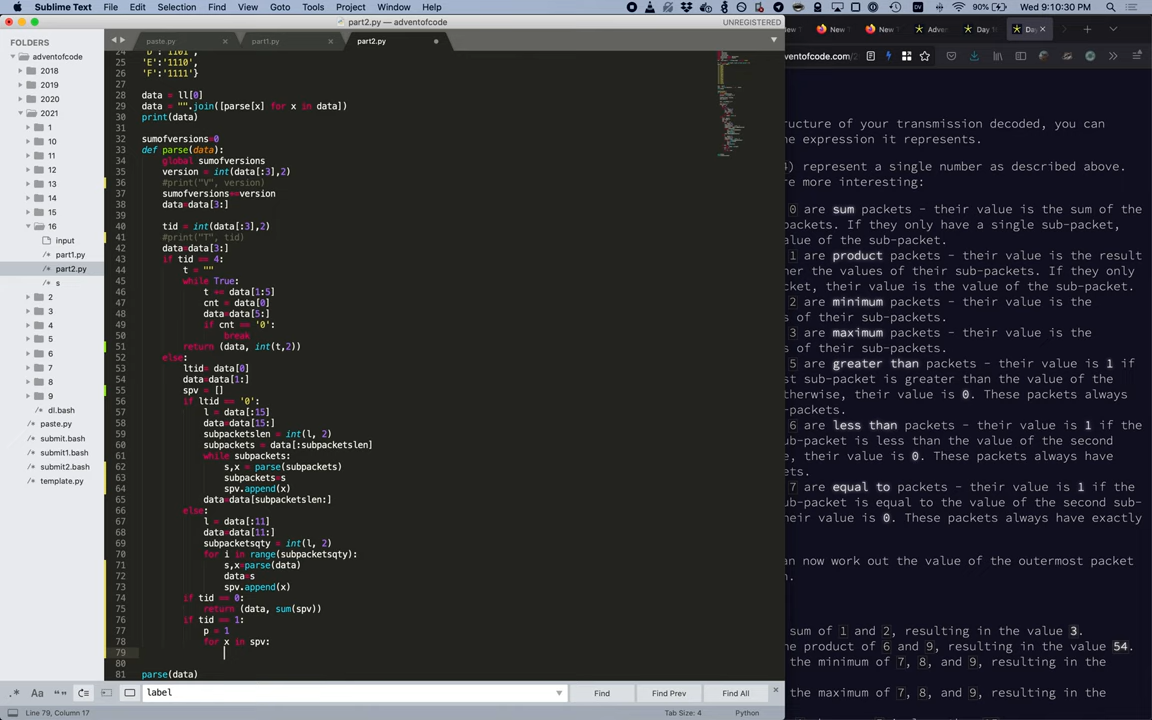 Sublime Text File Edit Selection Find View Goto Tools Project Window Help 90% Wed 9:10:30 PM
part2.py — adventofcode
UNREGISTERED
FOLDERS
adventofcode
2018
2019
2020
2021
1
10
11
12
13
14
15
16
input
part1.py
part2.py
s
2
3
4
5
6
7
8
9
dl.bash
paste.py
submit.bash
submit1.bash
submit2.bash
template.py
paste.py × part1.py × part2.py
24 'D':'1101',
25 'E':'1110',
26 'F':'1111'}
27
28 data = ll[0]
29 data = "".join([parse[x] for x in data])
30 print(data)
31
32 sumofversions=0
33 def parse(data):
34 global sumofversions
35 version = int(data[:3],2)
36 #print("V", version)
37 sumofversions+=version
38 data=data[3:]
39
40 tid = int(data[:3],2)
41 #print("T", tid)
42 data=data[3:]
43 if tid == 4:
44 t = ""
45 while True:
46 t += data[1:5]
47 cnt = data[0]
48 data=data[5:]
49 if cnt == '0':
50 break
51 return (data, int(t,2))
52 else:
53 ltid= data[0]
54 data=data[1:]
55 spv = []
56 if ltid == '0':
57 l = data[:15]
58 data=data[15:]
59 subpacketslen = int(l, 2)
60 subpackets = data[:subpacketslen]
61 while subpackets:
62 s,x = parse(subpackets)
63 subpackets=s
64 spv.append(x)
65 data=data[subpacketslen:]
66 else:
67 l = data[:11]
68 data=data[11:]
69 subpacketsqty = int(l, 2)
70 for i in range(subpacketsqty):
71 s,x=parse(data)
72 data=s
73 spv.append(x)
74 if tid == 0:
75 return (data, sum(spv))
76 if tid == 1:
77 p = 1
78 for x in spv:
79
80
81 parse(data)
.* Aa “”
label
Find Find Prev Find All ×
Line 79, Column 17
Tab Size: 4 Python
New New Adven Day 1 Day ×
dventofcode.com/2
ucture of your transmission decoded, you can
he expression it represents.
4) represent a single number as described above.
re more interesting:
0 are sum packets - their value is the sum of the
packets. If they only have a single sub-packet,
alue of the sub-packet.
1 are product packets - their value is the result
her the values of their sub-packets. If they only
cket, their value is the value of the sub-packet.
2 are minimum packets - their value is the
s of their sub-packets.
3 are maximum packets - their value is the
s of their sub-packets.
5 are greater than packets - their value is 1 if
st sub-packet is greater than the value of the
therwise, their value is 0. These packets always
packets.
6 are less than packets - their value is 1 if the
ub-packet is less than the value of the second
e, their value is 0. These packets always have
ets.
7 are equal to packets - their value is 1 if the
ub-packet is equal to the value of the second sub-
heir value is 0. These packets always have exactly
an now work out the value of the outermost packet
n.
sum of 1 and 2, resulting in the value 3.
he product of 6 and 9, resulting in the value 54.
the minimum of 7, 8, and 9, resulting in the
the maximum of 7, 8, and 9, resulting in the